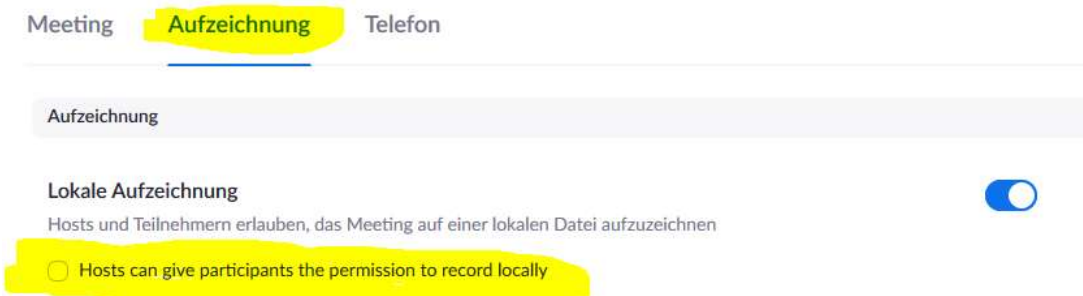 Meeting Aufzeichnung Telefon
Aufzeichnung
Lokale Aufzeichnung
Hosts und Teilnehmern erlauben, das Meeting auf einer lokalen Datei aufzuzeichnen
Hosts can give participants the permission to record locally